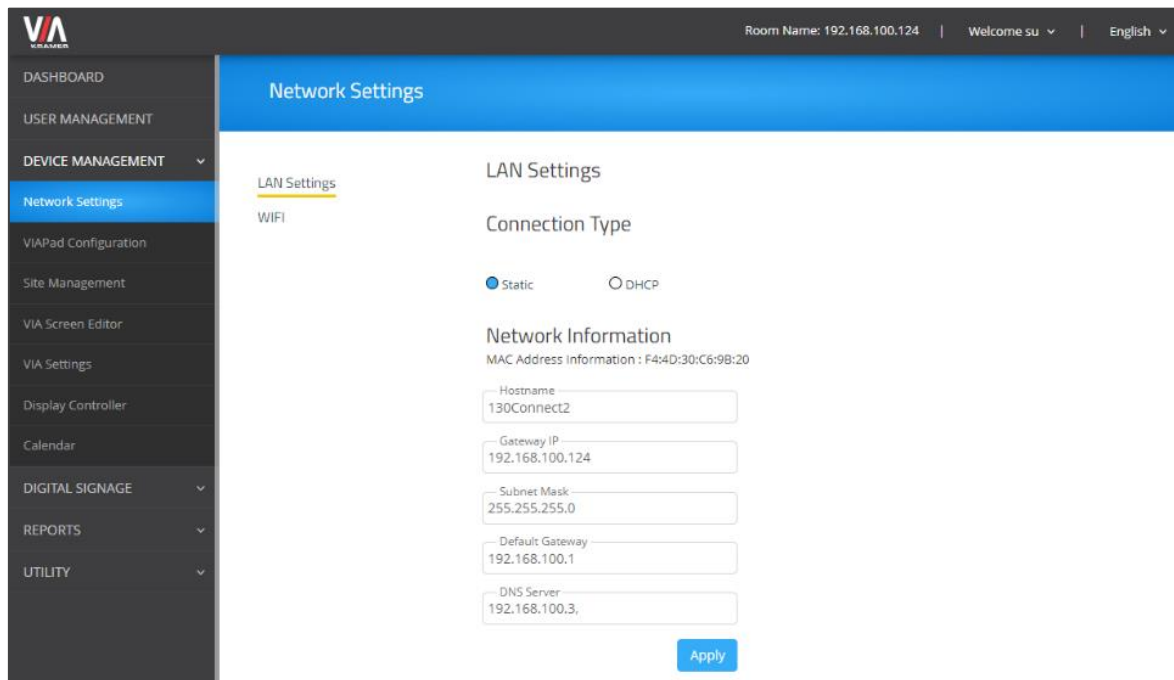 VIA
KRAMER
Room Name: 192.168.100.124 | Welcome su | English
DASHBOARD
USER MANAGEMENT
DEVICE MANAGEMENT
Network Settings
VIAPad Configuration
Site Management
VIA Screen Editor
VIA Settings
Display Controller
Calendar
DIGITAL SIGNAGE
REPORTS
UTILITY
Network Settings
LAN Settings
WIFI
LAN Settings
Connection Type
Static DHCP
Network Information
MAC Address Information : F4:4D:30:C6:9B:20
Hostname
130Connect2
Gateway IP
192.168.100.124
Subnet Mask
255.255.255.0
Default Gateway
192.168.100.1
DNS Server
192.168.100.3,
Apply